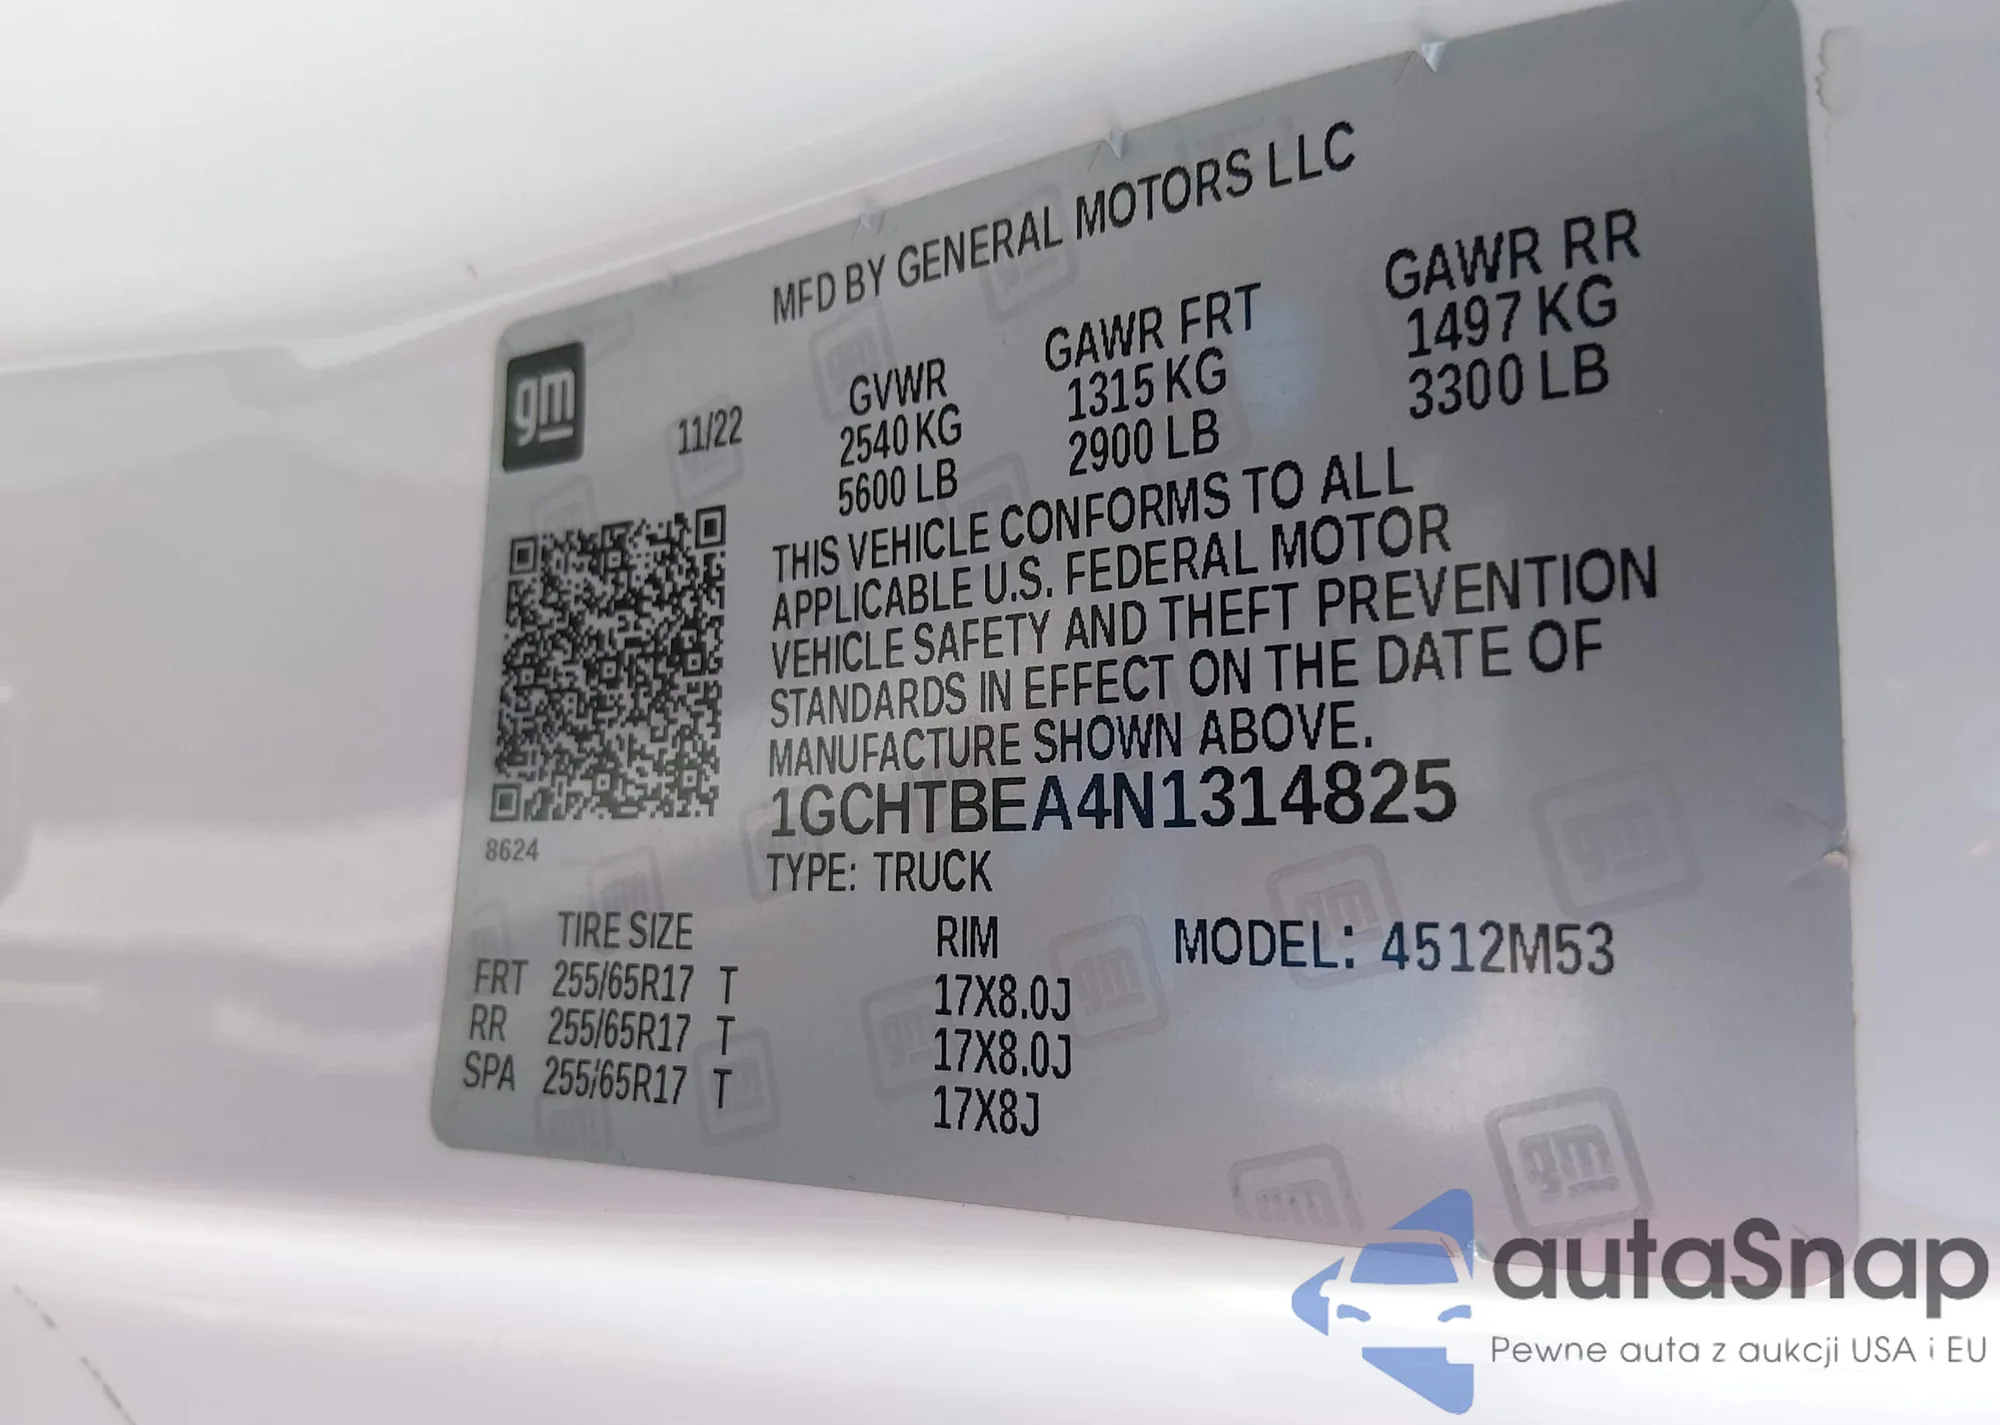 MFD BY GENERAL MOTORS LLC
gm
11/22
GVWR
2540 KG
5600 LB
GAWR FRT
1315 KG
2900 LB
GAWR RR
1497 KG
3300 LB
THIS VEHICLE CONFORMS TO ALL
APPLICABLE U.S. FEDERAL MOTOR
VEHICLE SAFETY AND THEFT PREVENTION
STANDARDS IN EFFECT ON THE DATE OF
MANUFACTURE SHOWN ABOVE.
1GCHTBEA4N1314825
8624
TYPE: TRUCK
TIRE SIZE RIM MODEL: 4512M53
FRT 255/65R17 T 17X8.0J
RR 255/65R17 T 17X8.0J
SPA 255/65R17 T 17X8J
autaSnap
Pewne auta z aukcji USA i EU